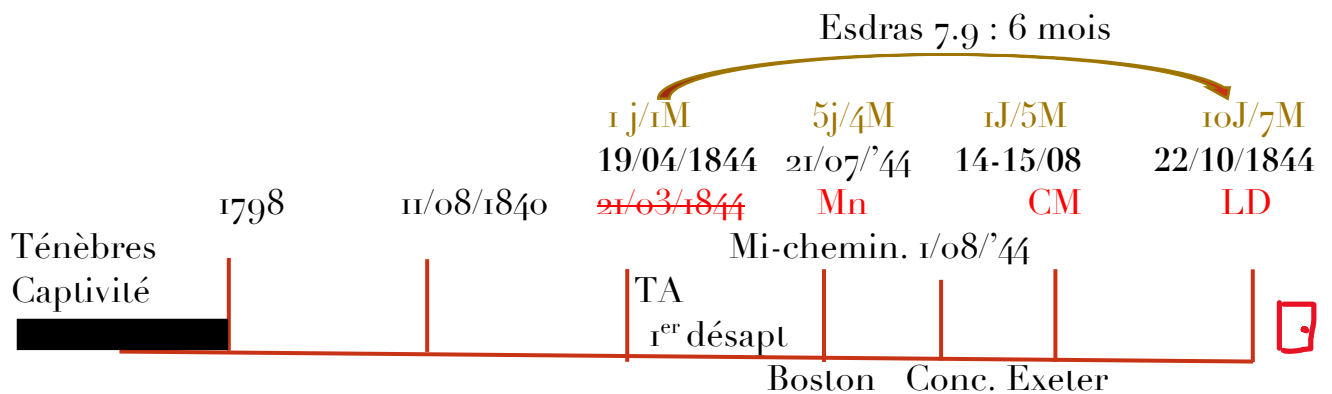 Esdras 7.9 : 6 mois
1 j/1M 5j/4M 1J/5M 10J/7M
19/04/1844 21/07/’44 14-15/08 22/10/1844
1798 11/08/1840 21/03/1844 Mn CM LD
Ténèbres Mi-chemin. 1/08/’44
Captivité TA
1er désapt
Boston Conc. Exeter